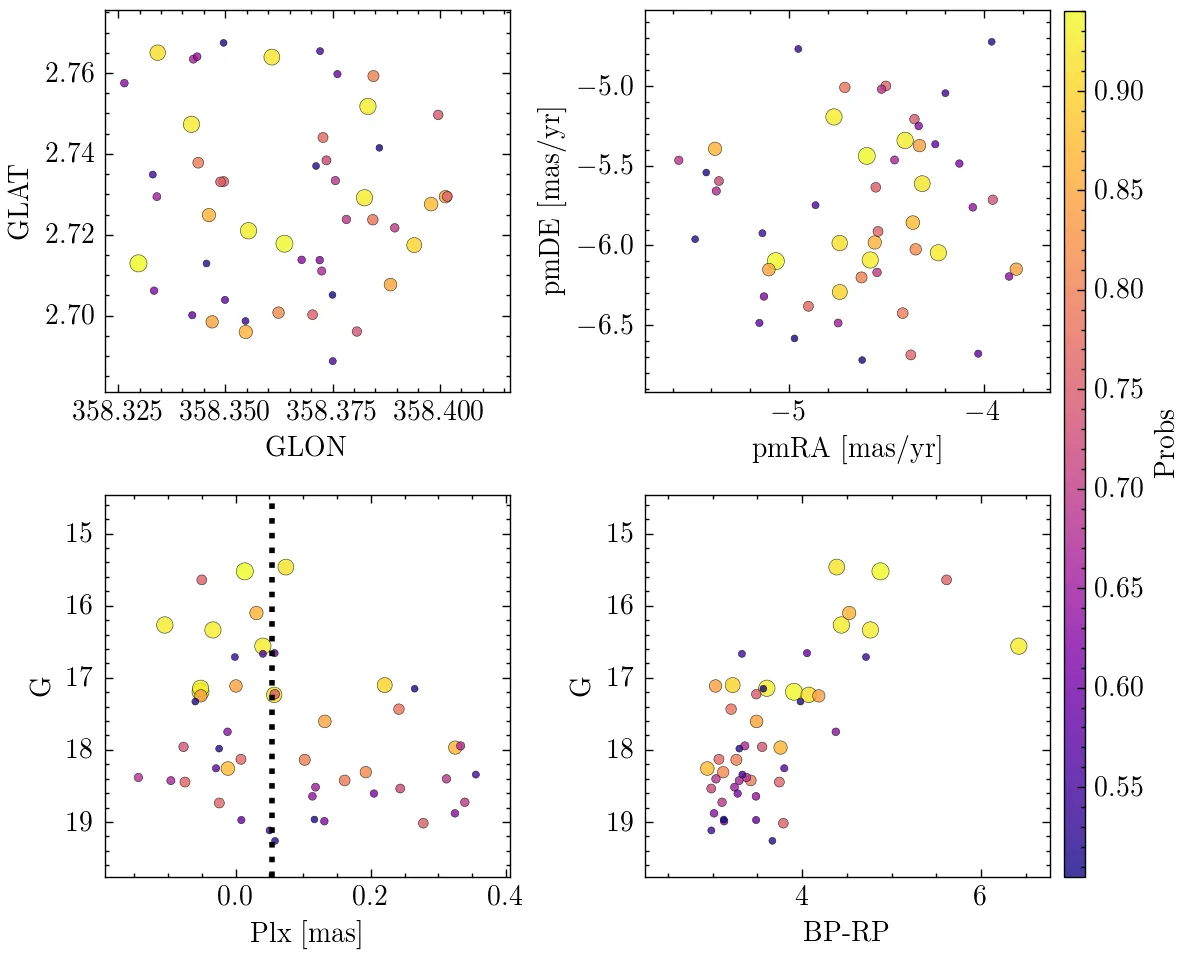 2.76
2.74
2.72
2.70
GLAT
358.325 358.350 358.375 358.400
GLON
−5.0
−5.5
−6.0
−6.5
pmDE [mas/yr]
−5 −4
pmRA [mas/yr]
15
16
17
18
19
G
0.0 0.2 0.4
Plx [mas]
15
16
17
18
19
G
4 6
BP-RP
0.90
0.85
0.80
0.75
0.70
0.65
0.60
0.55
Probs